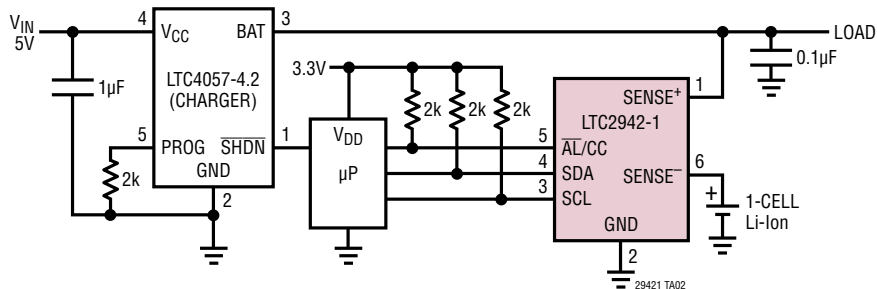 VIN
5V
4
VCC
BAT
3
LOAD
1µF
LTC4057-4.2
(CHARGER)
3.3V
2k
2k
2k
0.1µF
5
PROG
SHDN
1
GND
2
2k
VDD
µP
SENSE+
1
LTC2942-1
5
AL/CC
4
SDA
3
SCL
SENSE–
6
GND
2
+
1-CELL
Li-Ion
29421 TA02